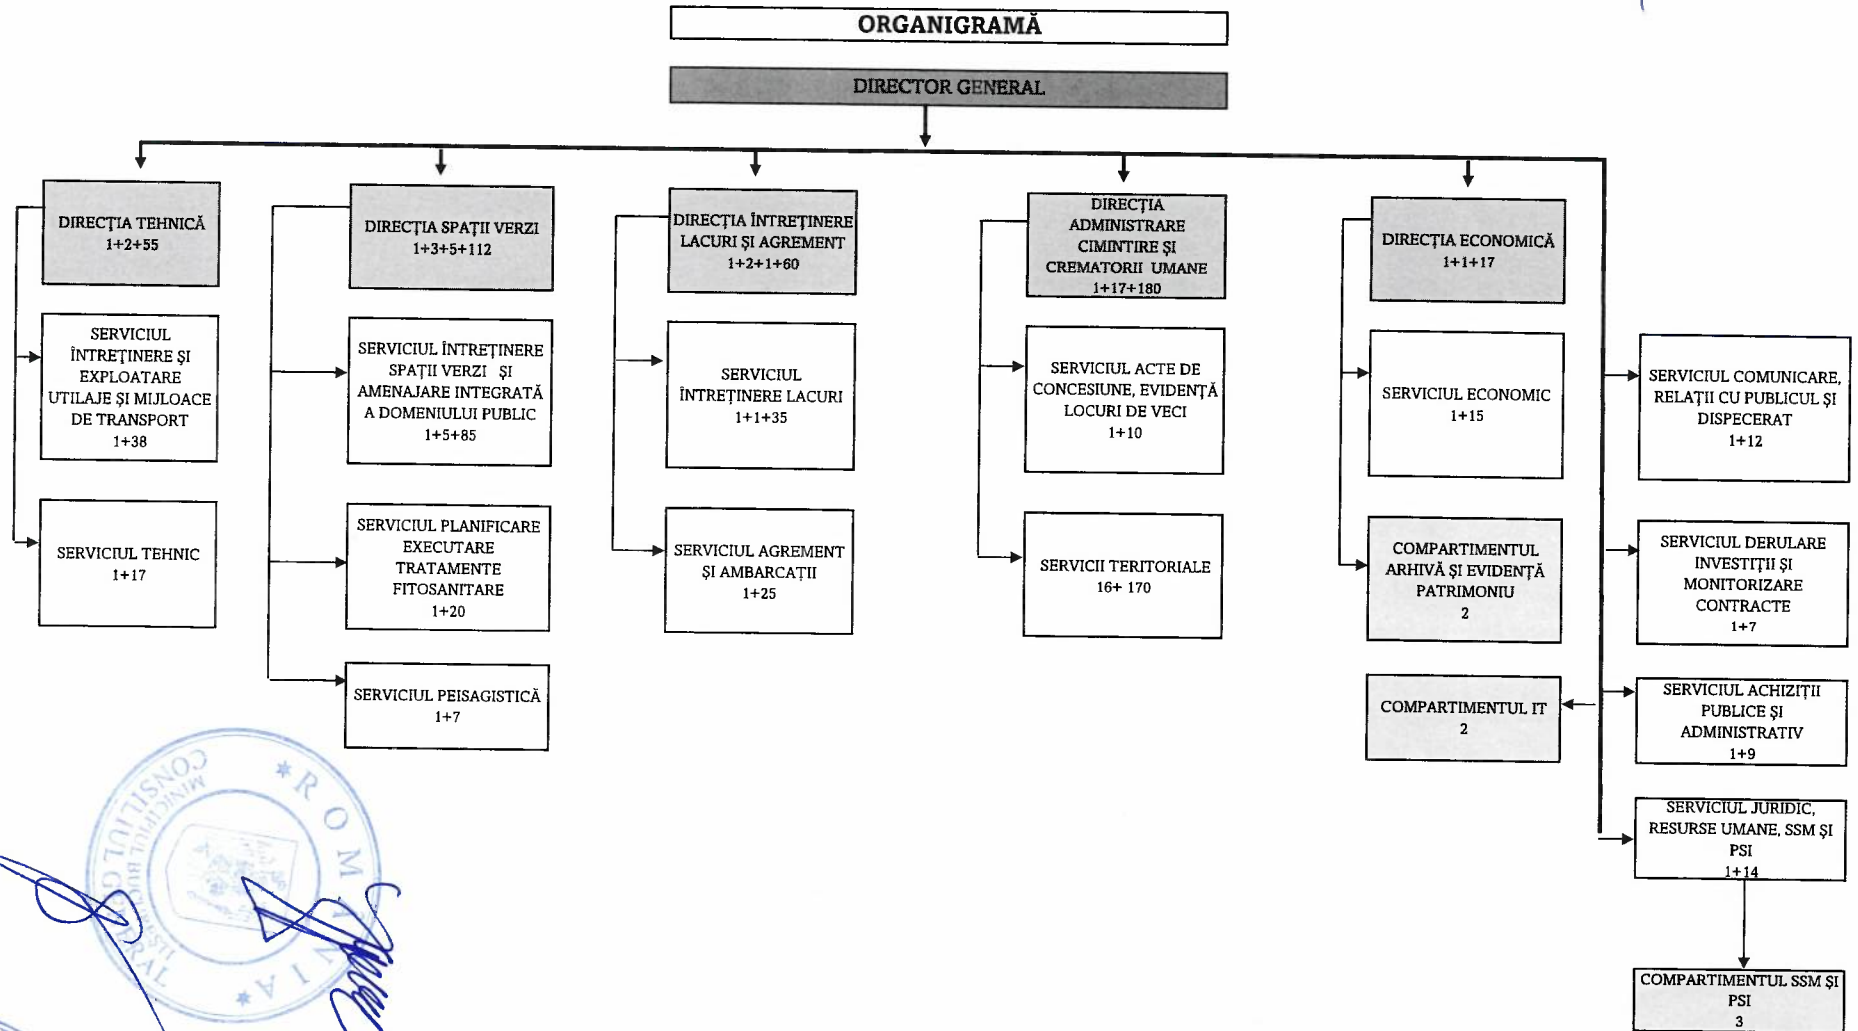 ORGANIGRAMĂ
DIRECTOR GENERAL
DIRECȚIA TEHNICĂ
1+2+55
SERVICIUL
ÎNTREȚINERE ȘI
EXPLOATARE
UTILAJE ȘI MIJLOACE
DE TRANSPORT
1+38
SERVICIUL TEHNIC
1+17
DIRECȚIA SPAȚII VERZI
1+3+5+112
SERVICIUL ÎNTREȚINERE
SPAȚII VERZI ȘI
AMENAJARE INTEGRATĂ
A DOMENIULUI PUBLIC
1+5+85
SERVICIUL PLANIFICARE
EXECUTARE
TRATAMENTE
FITOSANITARE
1+20
SERVICIUL PEISAGISTICĂ
1+7
DIRECȚIA ÎNTREȚINERE
LACURI ȘI AGREMENT
1+2+1+60
SERVICIUL
ÎNTREȚINERE LACURI
1+1+35
SERVICIUL AGREMENT
ȘI AMBARCAȚII
1+25
DIRECȚIA
ADMINISTRARE
CIMINTIRE ȘI
CREMATORII UMANE
1+17+180
SERVICIUL ACTE DE
CONCESIUNE, EVIDENȚĂ
LOCURI DE VECI
1+10
SERVICII TERITORIALE
16+ 170
DIRECȚIA ECONOMICĂ
1+1+17
SERVICIUL ECONOMIC
1+15
COMPARTIMENTUL
ARHIVĂ ȘI EVIDENȚĂ
PATRIMONIU
2
COMPARTIMENTUL IT
2
SERVICIUL COMUNICARE,
RELAȚII CU PUBLICUL ȘI
DISPECERAT
1+12
SERVICIUL DERULARE
INVESTIȚII ȘI
MONITORIZARE
CONTRACTE
1+7
SERVICIUL ACHIZIȚII
PUBLICE ȘI
ADMINISTRATIV
1+9
SERVICIUL JURIDIC,
RESURSE UMANE, SSM ȘI
PSI
1+14
COMPARTIMENTUL SSM ȘI
PSI
3
* ROMÂNIA *
CONSILIUL GENERAL
MUNICIPIUL BUCUREȘTI